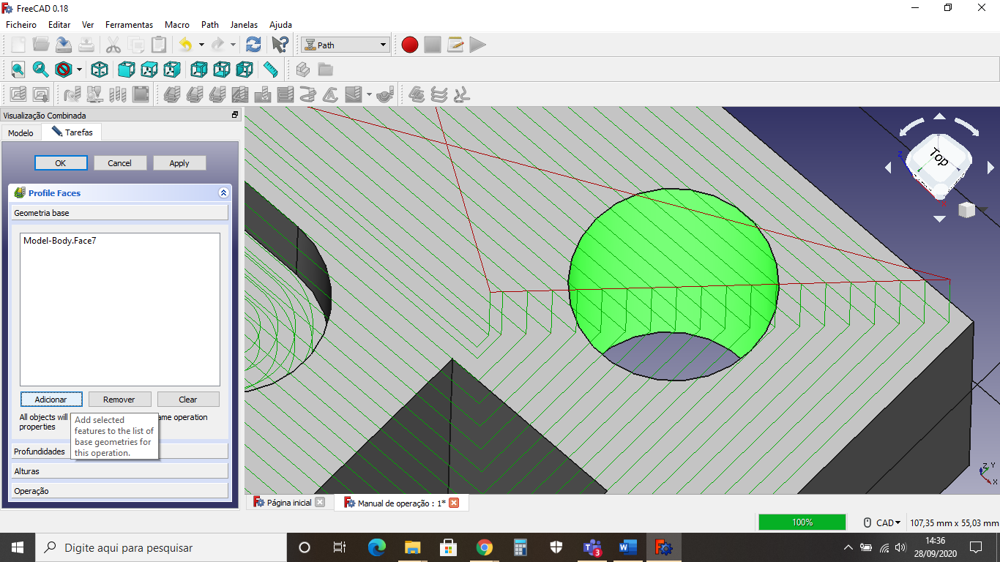 FreeCAD 0.18
Ficheiro Editar Ver Ferramentas Macro Path Janelas Ajuda
Path
Visualização Combinada
Modelo Tarefas
OK Cancel Apply
Profile Faces
Geometria base
Model-Body.Face7
Adicionar Remover Clear
All objects will ame operation
properties
Add selected
features to the list of
base geometries for
this operation.
Profundidades
Alturas
Operação
Top
Z
Z Y
X
Página inicial Manual de operação : 1*
100% CAD 107,35 mm x 55,03 mm
Digite aqui para pesquisar
3
14:36
28/09/2020